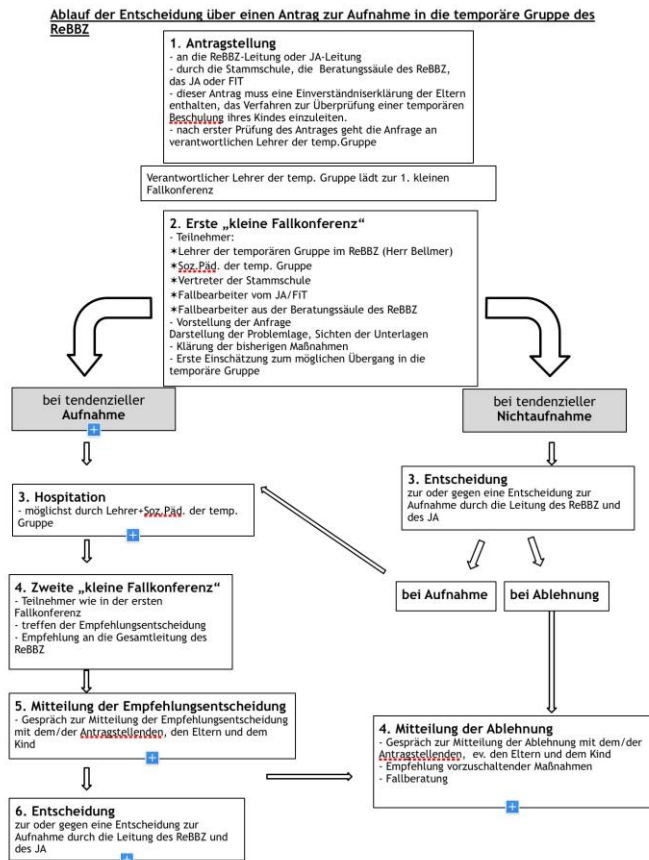 Ablauf der Entscheidung über einen Antrag zur Aufnahme in die temporäre Gruppe des
ReBBZ
1. Antragstellung
- an die ReBBZ-Leitung oder JA-Leitung
- durch die Stammschule, die Beratungssäule des ReBBZ,
das JA oder FIT
- dieser Antrag muss eine Einverständniserklärung der Eltern
enthalten, das Verfahren zur Überprüfung einer temporären
Beschulung ihres Kindes einzuleiten.
- nach erster Prüfung des Antrages geht die Anfrage an
verantwortlichen Lehrer der temp.Gruppe
Verantwortlicher Lehrer der temp. Gruppe lädt zur 1. kleinen
Fallkonferenz
2. Erste „kleine Fallkonferenz“
- Teilnehmer:
✶Lehrer der temporären Gruppe im ReBBZ (Herr Bellmer)
✶Soz.Päd. der temp. Gruppe
✶Vertreter der Stammschule
✶Fallbearbeiter vom JA/FiT
✶Fallbearbeiter aus der Beratungssäule des ReBBZ
- Vorstellung der Anfrage
Darstellung der Problemlage, Sichten der Unterlagen
- Klärung der bisherigen Maßnahmen
- Erste Einschätzung zum möglichen Übergang in die
temporäre Gruppe
bei tendenzieller
Aufnahme
bei tendenzieller
Nichtaufnahme
3. Hospitation
- möglichst durch Lehrer+Soz.Päd. der temp.
Gruppe
3. Entscheidung
zur oder gegen eine Entscheidung zur
Aufnahme durch die Leitung des ReBBZ und
des JA
bei Aufnahme
bei Ablehnung
4. Zweite „kleine Fallkonferenz“
- Teilnehmer wie in der ersten
Fallkonferenz
- treffen der Empfehlungsentscheidung
- Empfehlung an die Gesamtleitung des
ReBBZ
5. Mitteilung der Empfehlungsentscheidung
- Gespräch zur Mitteilung der Empfehlungsentscheidung
mit dem/der Antragstellenden, den Eltern und dem
Kind
4. Mitteilung der Ablehnung
- Gespräch zur Mitteilung der Ablehnung mit dem/der
Antragstellenden, ev. den Eltern und dem Kind
- Empfehlung vorzuschaltender Maßnahmen
- Fallberatung
6. Entscheidung
zur oder gegen eine Entscheidung zur
Aufnahme durch die Leitung des ReBBZ und
des JA